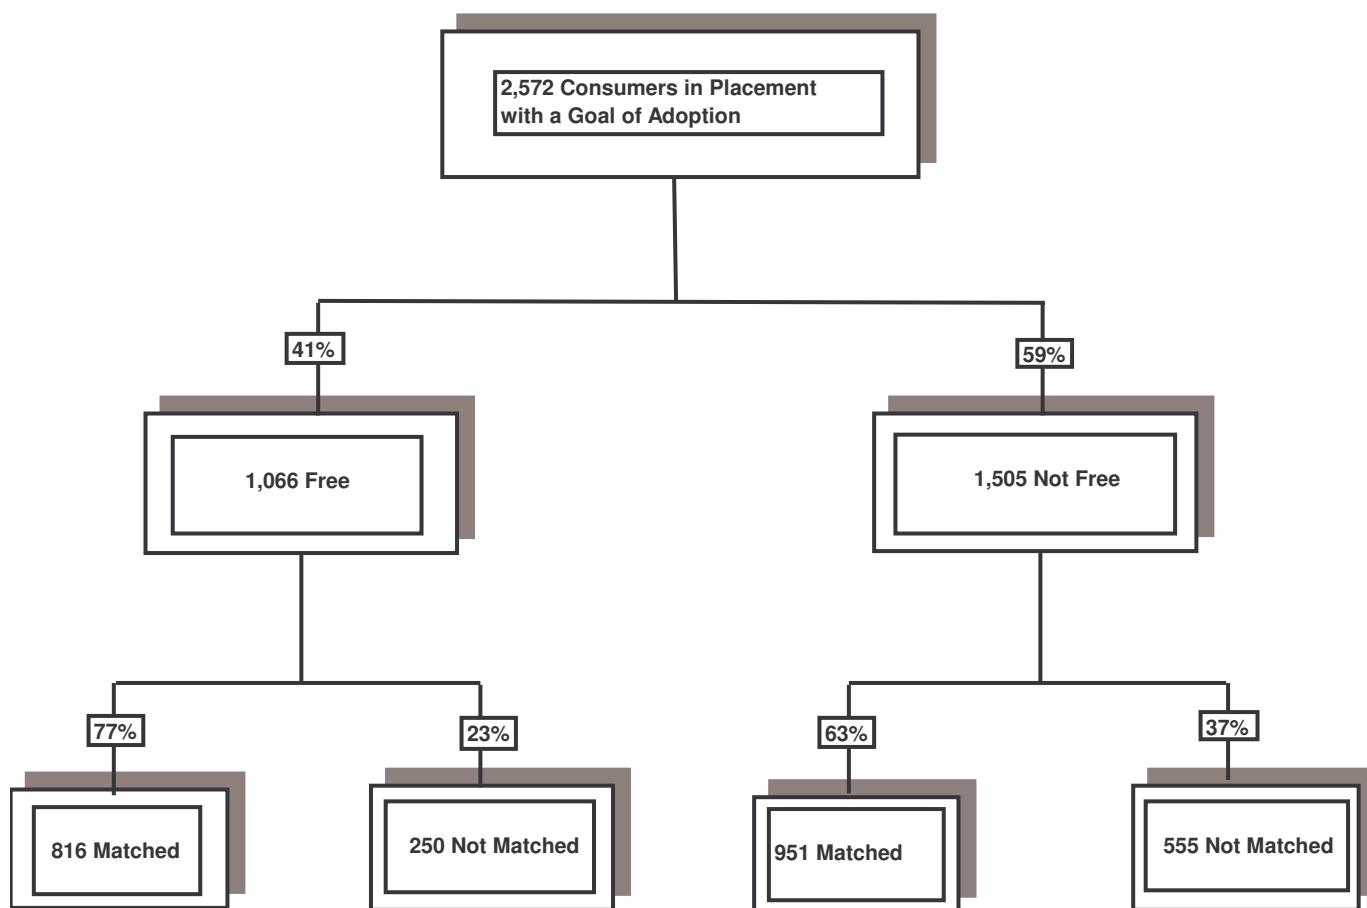 2,572 Consumers in Placement
with a Goal of Adoption
41%
59%
1,066 Free
1,505 Not Free
77%
23%
63%
37%
816 Matched
250 Not Matched
951 Matched
555 Not Matched